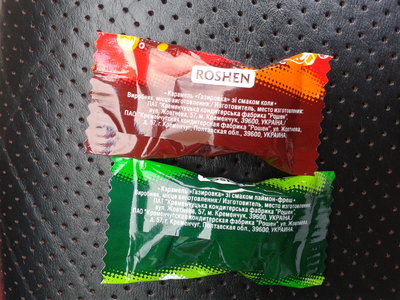 ROSHEN
• Карамель «Газировка» зі смаком коли •
Виробник, місце виготовлення: / Изготовитель, место изготовления:
ПАТ "Кременчуцька кондитерська фабрика "Рошен",
вул. Жовтнева, 57, м. Кременчук, 39600, УКРАЇНА./
ПАО "Кременчугская кондитерская фабрика "Рошен", ул. Жовтнева,
д. 57, г. Кременчуг, Полтавская обл., 39600, УКРАИНА.
• Карамель «Газировка» зі смаком лаймон-фреш •
Виробник, місце виготовлення: / Изготовитель, место изготовления:
ПАТ "Кременчуцька кондитерська фабрика "Рошен",
вул. Жовтнева, 57, м. Кременчук, 39600, УКРАЇНА./
ПАО "Кременчугская кондитерская фабрика "Рошен", ул. Жовтнева,
д. 57, г. Кременчуг, Полтавская обл., 39600, УКРАИНА.